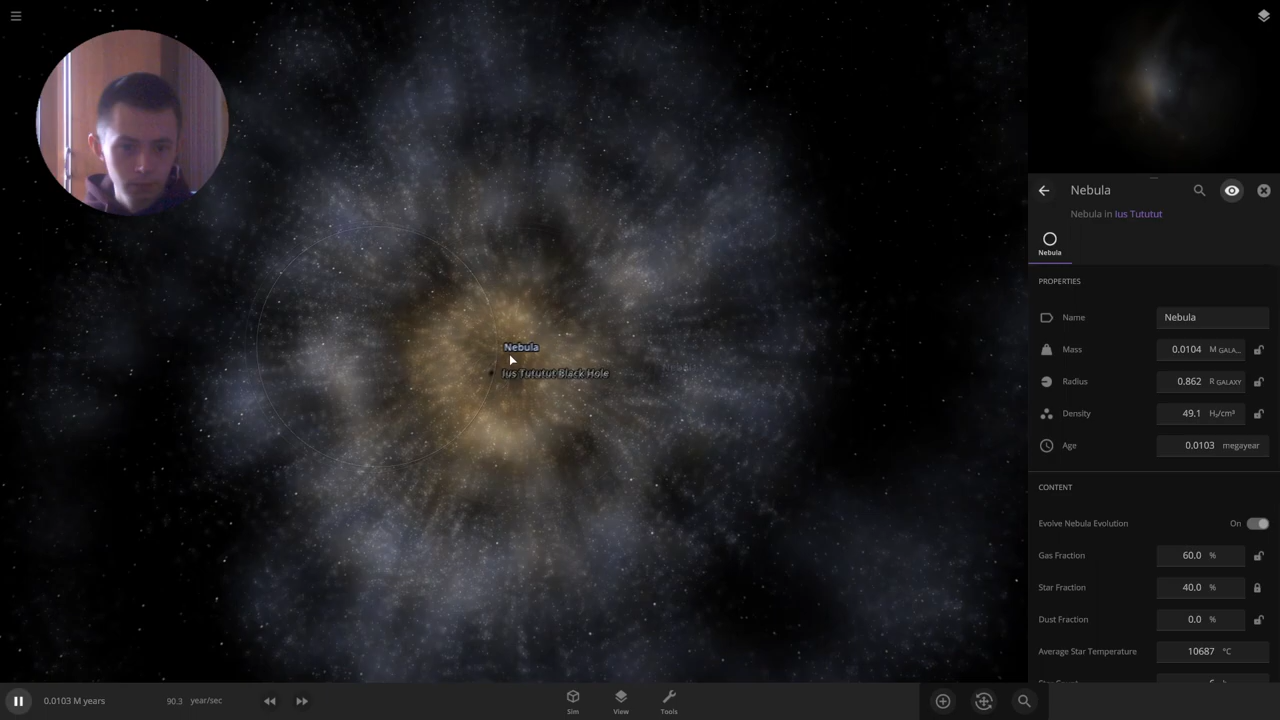 Nebula
Nebula in Ius Tututut
Nebula
PROPERTIES
Name Nebula
Mass 0.0104 M GALA...
Radius 0.862 R GALAXY
Density 49.1 H₂/cm³
Age 0.0103 megayear
CONTENT
Evolve Nebula Evolution On
Gas Fraction 60.0 %
Star Fraction 40.0 %
Dust Fraction 0.0 %
Average Star Temperature 10687 °C
Nebula
Ius Tututut Black Hole
0.0103 M years 90.3 year/sec
Sim View Tools